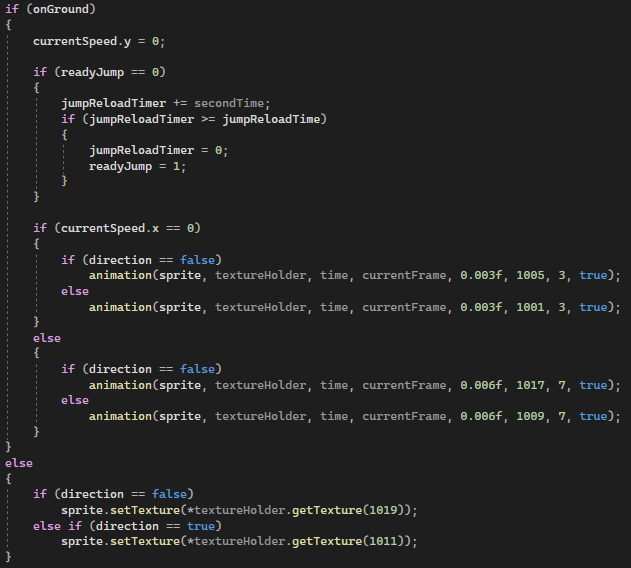 if (onGround)
{
    currentSpeed.y = 0;

    if (readyJump == 0)
    {
        jumpReloadTimer += secondTime;
        if (jumpReloadTimer >= jumpReloadTime)
        {
            jumpReloadTimer = 0;
            readyJump = 1;
        }
    }

    if (currentSpeed.x == 0)
    {
        if (direction == false)
            animation(sprite, textureHolder, time, currentFrame, 0.003f, 1005, 3, true);
        else
            animation(sprite, textureHolder, time, currentFrame, 0.003f, 1001, 3, true);
    }
    else
    {
        if (direction == false)
            animation(sprite, textureHolder, time, currentFrame, 0.006f, 1017, 7, true);
        else
            animation(sprite, textureHolder, time, currentFrame, 0.006f, 1009, 7, true);
    }
}
else
{
    if (direction == false)
        sprite.setTexture(*textureHolder.getTexture(1019));
    else if (direction == true)
        sprite.setTexture(*textureHolder.getTexture(1011));
}